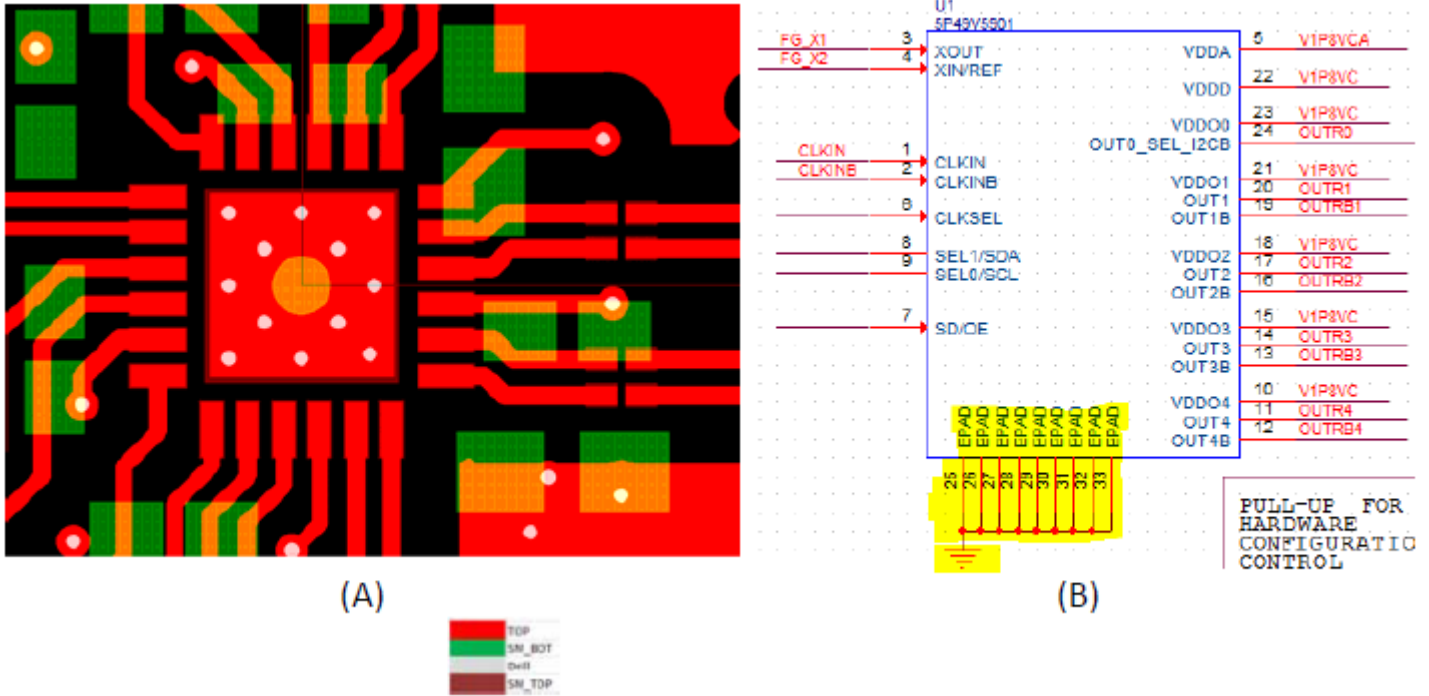 U1
5P49V5901
FG_X1 3 XOUT
FG_X2 4 XIN/REF
CLKIN 1 CLKIN
CLKINB 2 CLKINB
6 CLKSEL
8 SEL1/SDA
9 SEL0/SCL
7 SD/OE
VDDA 5 V1P8VCA
VDDD 22 V1P8VC
VDDO0 23 V1P8VC
OUT0_SEL_I2CB 24 OUTR0
VDDO1 21 V1P8VC
OUT1 20 OUTR1
OUT1B 19 OUTRB1
VDDO2 18 V1P8VC
OUT2 17 OUTR2
OUT2B 16 OUTRB2
VDDO3 15 V1P8VC
OUT3 14 OUTR3
OUT3B 13 OUTRB3
VDDO4 10 V1P8VC
OUT4 11 OUTR4
OUT4B 12 OUTRB4
EPAD EPAD EPAD EPAD EPAD EPAD EPAD EPAD EPAD
25 26 27 28 29 30 31 32 33
PULL-UP FOR
HARDWARE
CONFIGURATIO
CONTROL
(A)
(B)
TOP
SM_BOT
Drill
SM_TOP